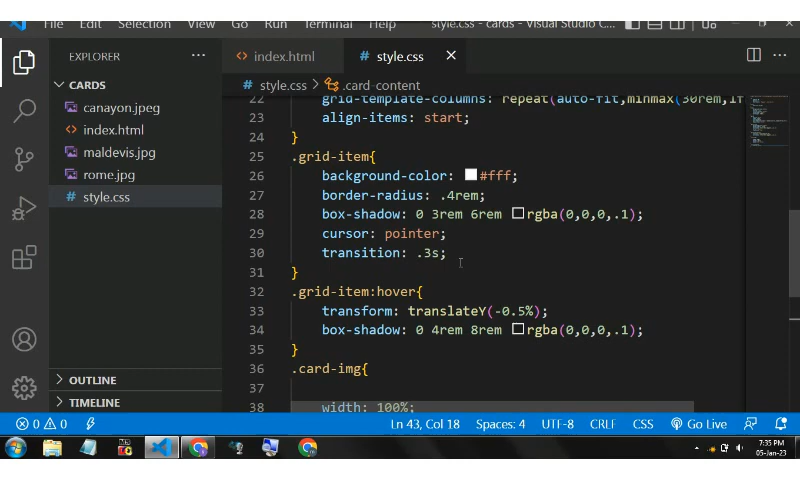 File Edit Selection View Go Run Terminal Help style.css - cards - Visual Studio C...
EXPLORER
index.html
# style.css
CARDS
# style.css > .card-content
canayon.jpeg
index.html
maldevis.jpg
rome.jpg
# style.css
OUTLINE
TIMELINE
22 grid-template-columns: repeat(auto-fit,minmax(30rem,1f
23 align-items: start;
24 }
25 .grid-item{
26 background-color: #fff;
27 border-radius: .4rem;
28 box-shadow: 0 3rem 6rem rgba(0,0,0,.1);
29 cursor: pointer;
30 transition: .3s;
31 }
32 .grid-item:hover{
33 transform: translateY(-0.5%);
34 box-shadow: 0 4rem 8rem rgba(0,0,0,.1);
35 }
36 .card-img{
37
38 width: 100%;
0 0 Ln 43, Col 18 Spaces: 4 UTF-8 CRLF CSS Go Live
7:35 PM
05-Jan-23